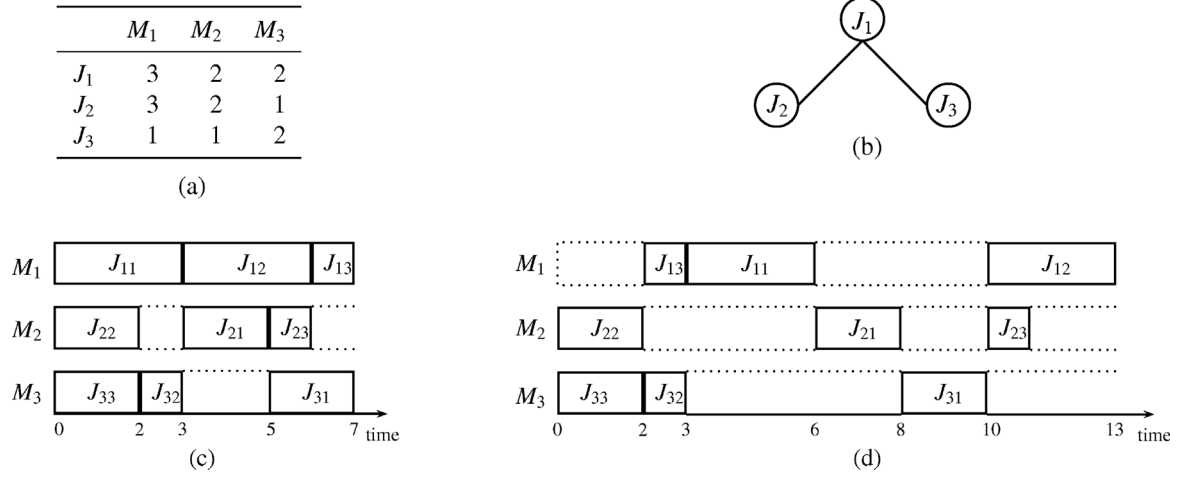 M1 M2 M3
J1 3 2 2
J2 3 2 1
J3 1 1 2
(a)
J1
J2 J3
(b)
M1 J11 J12 J13
M2 J22 J21 J23
M3 J33 J32 J31
0 2 3 5 7 time
(c)
M1 J13 J11 J12
M2 J22 J21 J23
M3 J33 J32 J31
0 2 3 6 8 10 13 time
(d)